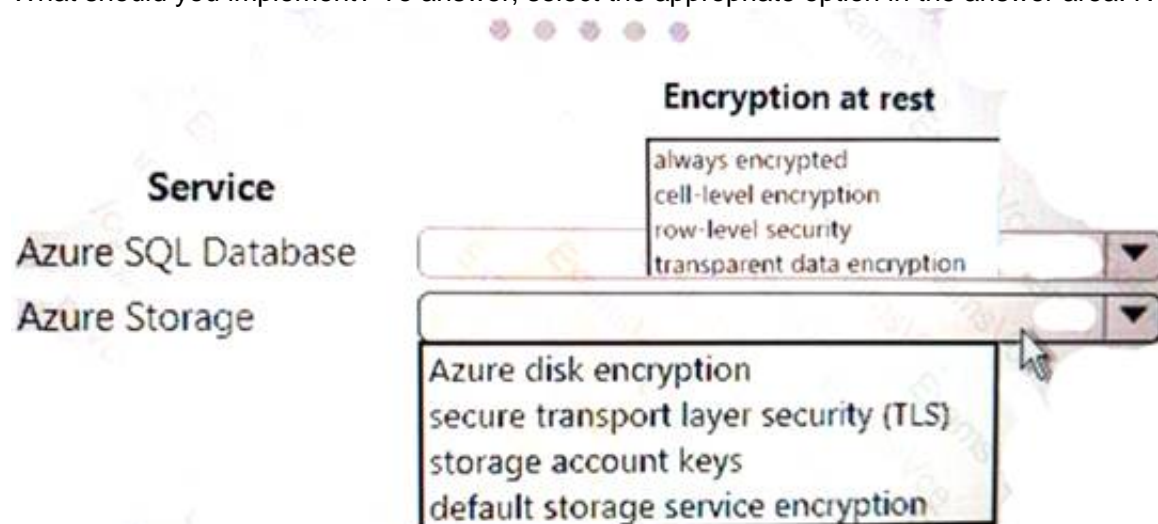 What should you implement? To answer, select the appropriate option in the answer area.
Encryption at rest
always encrypted
cell-level encryption
row-level security
transparent data encryption
Service
Azure SQL Database
Azure Storage
Azure disk encryption
secure transport layer security (TLS)
storage account keys
default storage service encryption